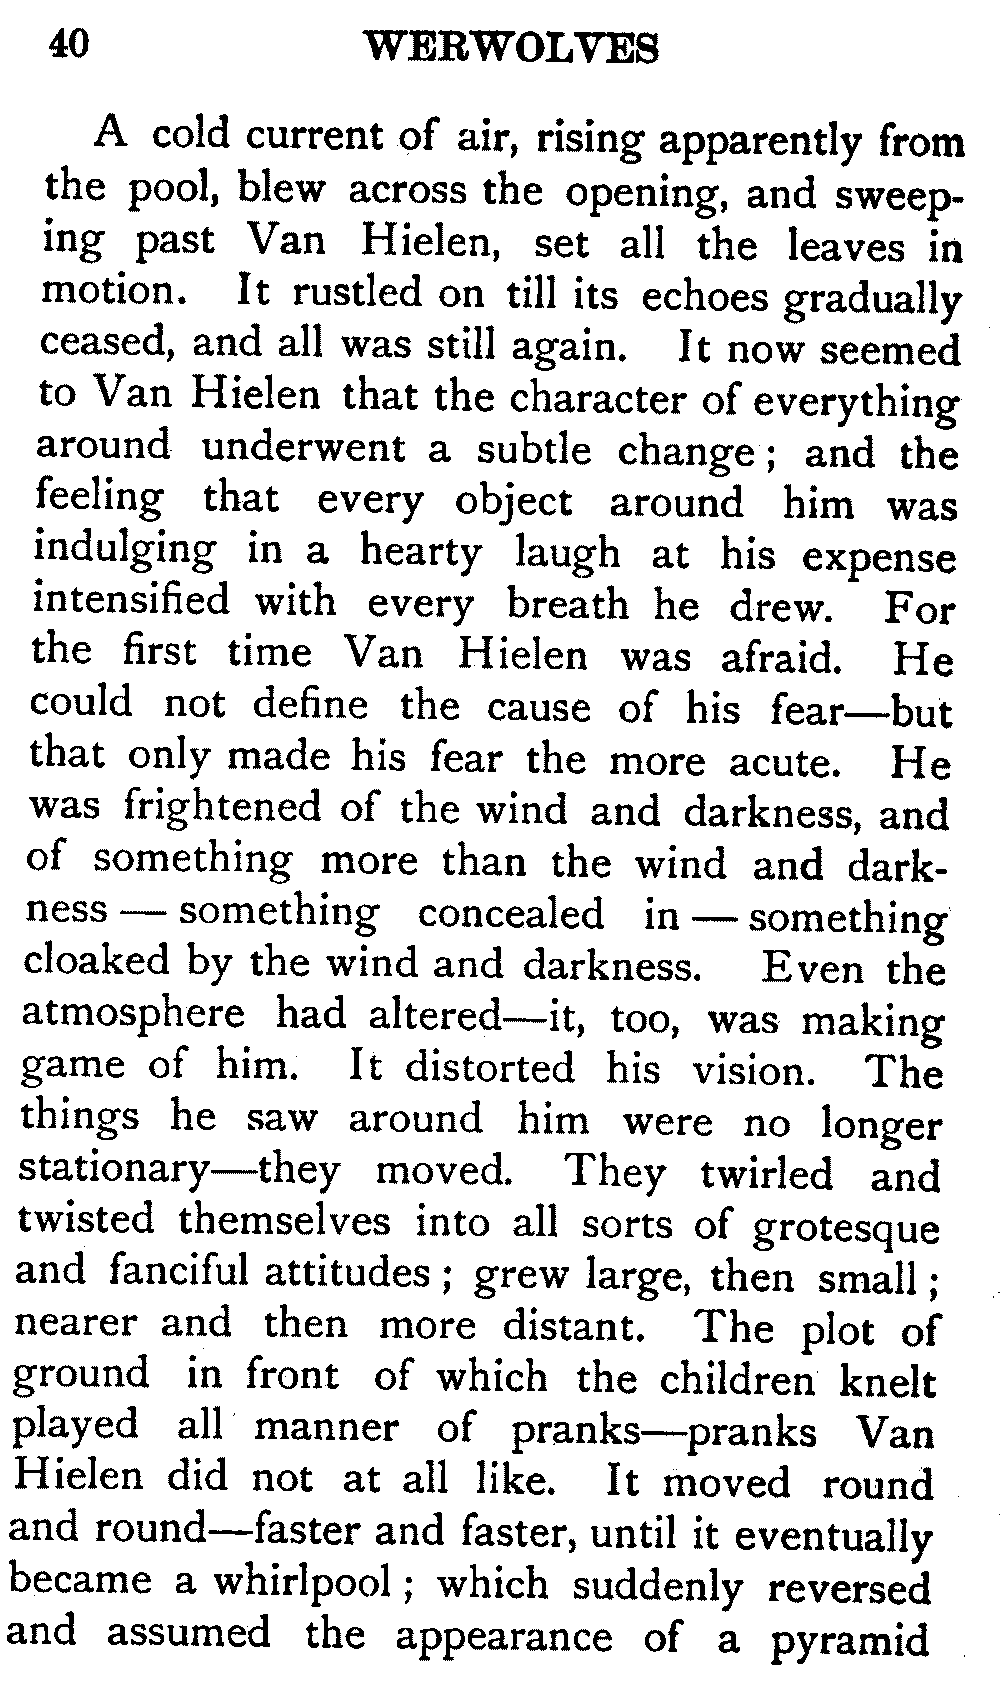 40 WERWOLVES
A cold current of air, rising apparently from
the pool, blew across the opening, and sweep-
ing past Van Hielen, set all the leaves in
motion. It rustled on till its echoes gradually
ceased, and all was still again. It now seemed
to Van Hielen that the character of everything
around underwent a subtle change; and the
feeling that every object around him was
indulging in a hearty laugh at his expense
intensified with every breath he drew. For
the first time Van Hielen was afraid. He
could not define the cause of his fear—but
that only made his fear the more acute. He
was frightened of the wind and darkness, and
of something more than the wind and dark-
ness — something concealed in — something
cloaked by the wind and darkness. Even the
atmosphere had altered—it, too, was making
game of him. It distorted his vision. The
things he saw around him were no longer
stationary—they moved. They twirled and
twisted themselves into all sorts of grotesque
and fanciful attitudes; grew large, then small;
nearer and then more distant. The plot of
ground in front of which the children knelt
played all manner of pranks—pranks Van
Hielen did not at all like. It moved round
and round—faster and faster, until it eventually
became a whirlpool; which suddenly reversed
and assumed the appearance of a pyramid